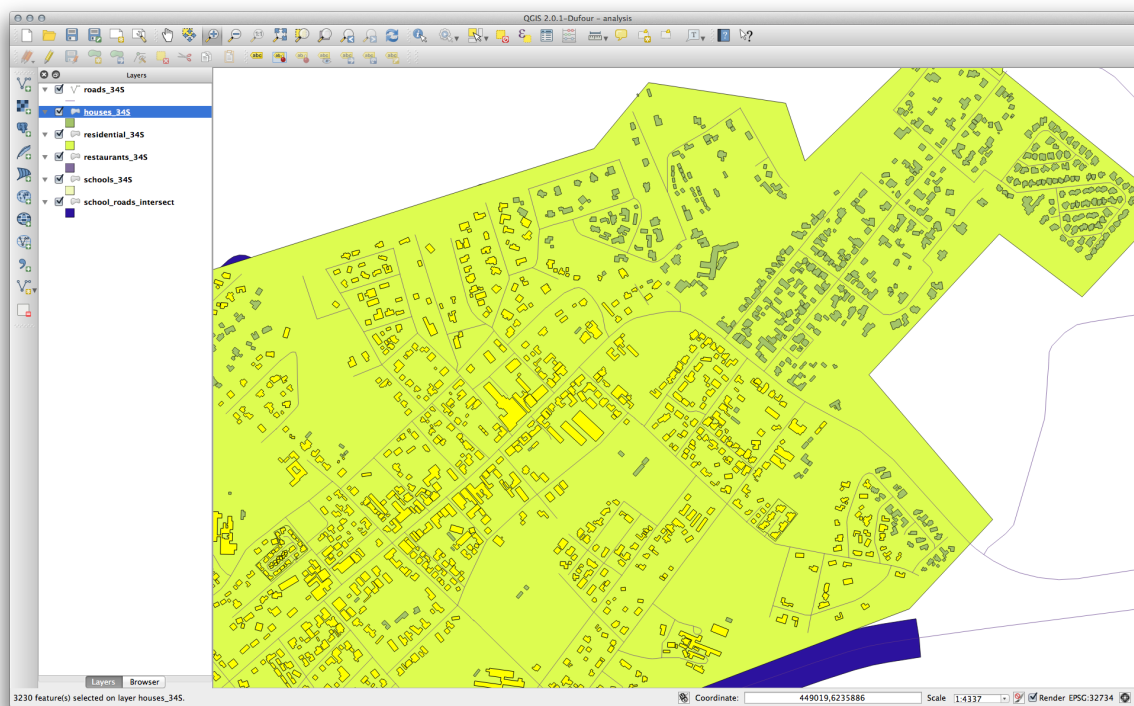 QGIS 2.0.1-Dufour - analysis
Layers
roads_34S
houses_34S
residential_34S
restaurants_34S
schools_34S
school_roads_intersect
Layers Browser
3230 feature(s) selected on layer houses_34S.
Coordinate: 449019,6235886 Scale 1:4337 Render EPSG:32734